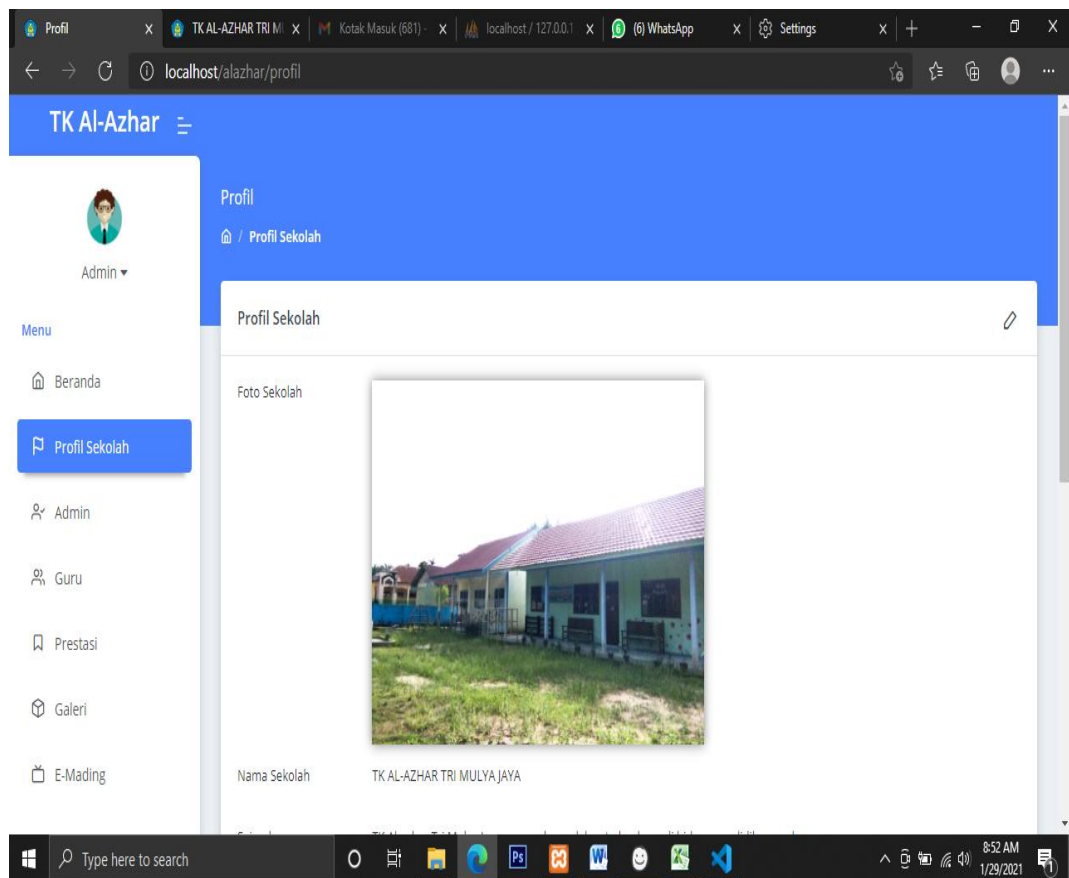 Profil
TK AL-AZHAR TRI M
Kotak Masuk (681) -
localhost / 127.0.0.1
(6) WhatsApp
Settings
localhost/alazhar/profil
TK Al-Azhar
Admin
Menu
Beranda
Profil Sekolah
Admin
Guru
Prestasi
Galeri
E-Mading
Profil
/ Profil Sekolah
Profil Sekolah
Foto Sekolah
Nama Sekolah TK AL-AZHAR TRI MULYA JAYA
Type here to search
8:52 AM
1/29/2021